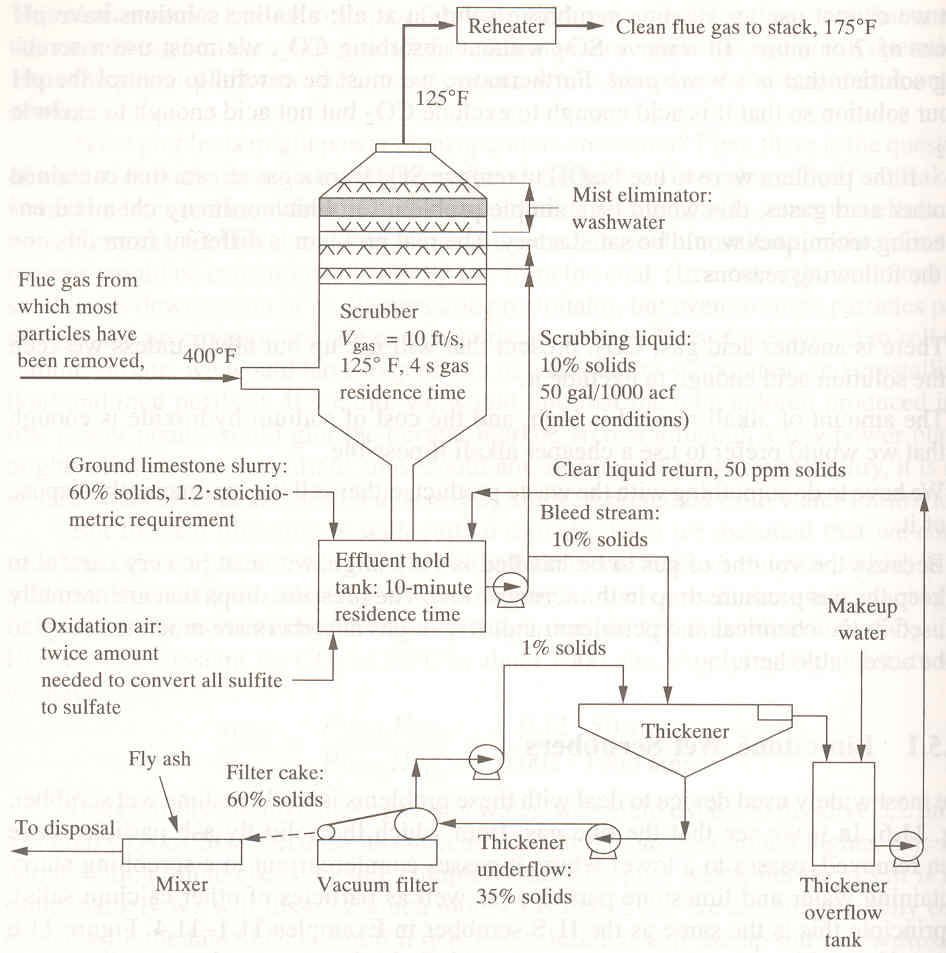 Reheater
Clean flue gas to stack, 175°F
125°F
Mist eliminator:
washwater
Flue gas from
which most
particles have
been removed,
400°F
Scrubber
V gas = 10 ft/s,
125° F, 4 s gas
residence time
Scrubbing liquid:
10% solids
50 gal/1000 acf
(inlet conditions)
Ground limestone slurry:
60% solids, 1.2·stoichio-
metric requirement
Clear liquid return, 50 ppm solids
Bleed stream:
10% solids
Effluent hold
tank: 10-minute
residence time
Makeup
water
Oxidation air:
twice amount
needed to convert all sulfite
to sulfate
1% solids
Thickener
Fly ash
Filter cake:
60% solids
To disposal
Mixer
Vacuum filter
Thickener
underflow:
35% solids
Thickener
overflow
tank